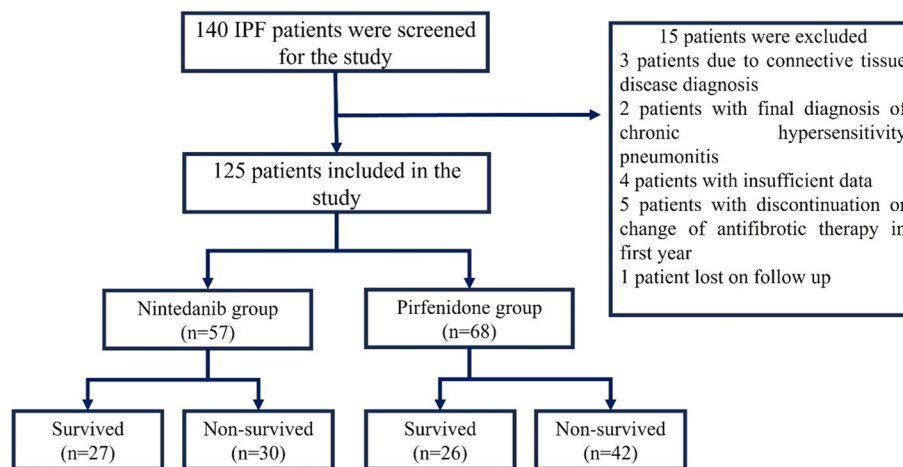 140 IPF patients were screened
for the study
15 patients were excluded
3 patients due to connective tissue
disease diagnosis
2 patients with final diagnosis of
chronic hypersensitivity
pneumonitis
4 patients with insufficient data
5 patients with discontinuation or
change of antifibrotic therapy in
first year
1 patient lost on follow up
125 patients included in the
study
Nintedanib group
(n=57)
Pirfenidone group
(n=68)
Survived
(n=27)
Non-survived
(n=30)
Survived
(n=26)
Non-survived
(n=42)